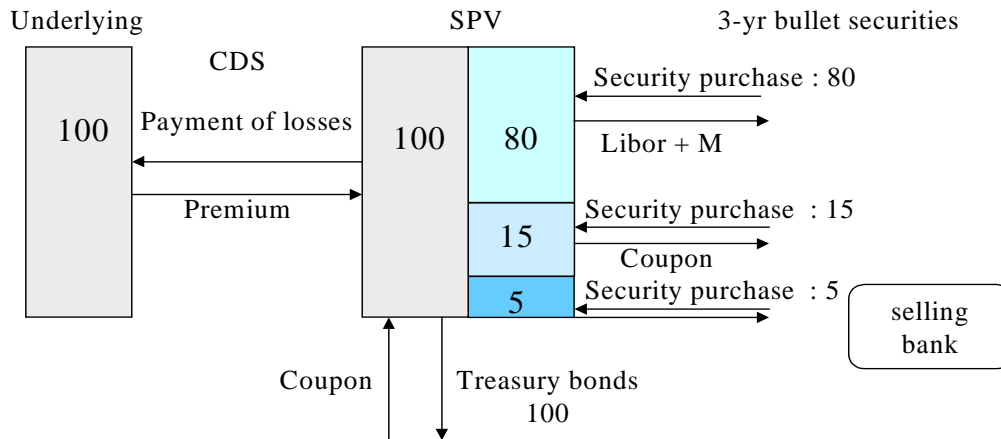 Underlying
SPV
3-yr bullet securities
CDS
Security purchase : 80
100
Payment of losses
100
80
Libor + M
Premium
Security purchase : 15
15
Coupon
Security purchase : 5
5
selling
bank
Coupon
Treasury bonds
100